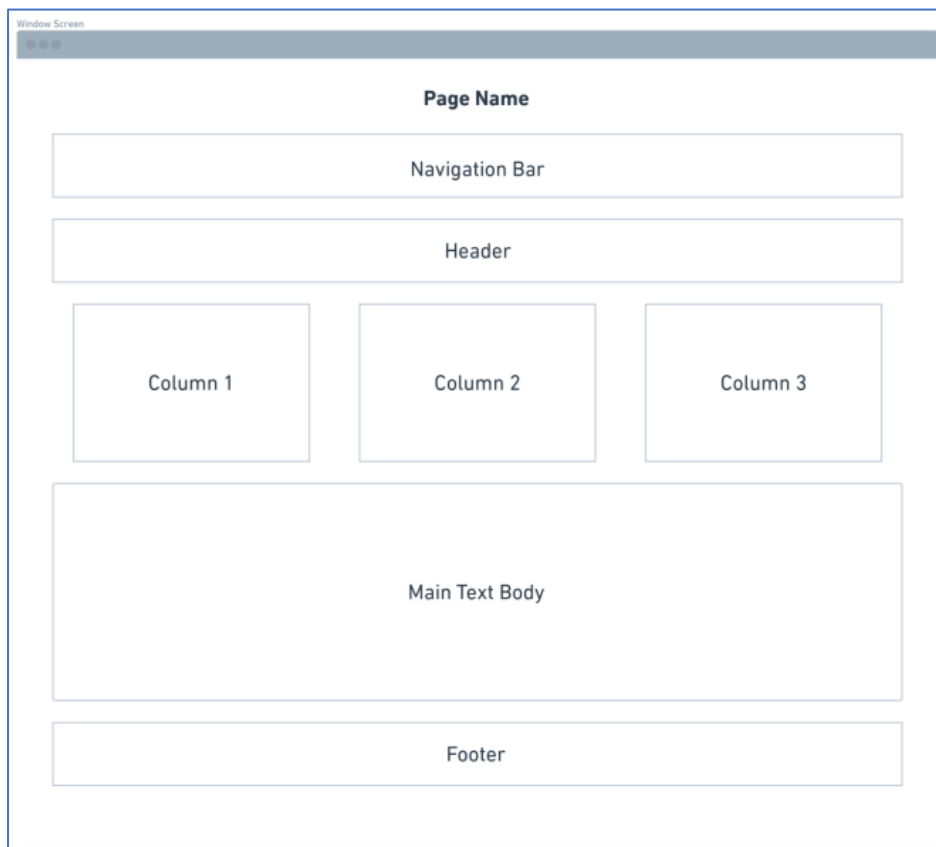 Window Screen
Page Name
Navigation Bar
Header
Column 1
Column 2
Column 3
Main Text Body
Footer